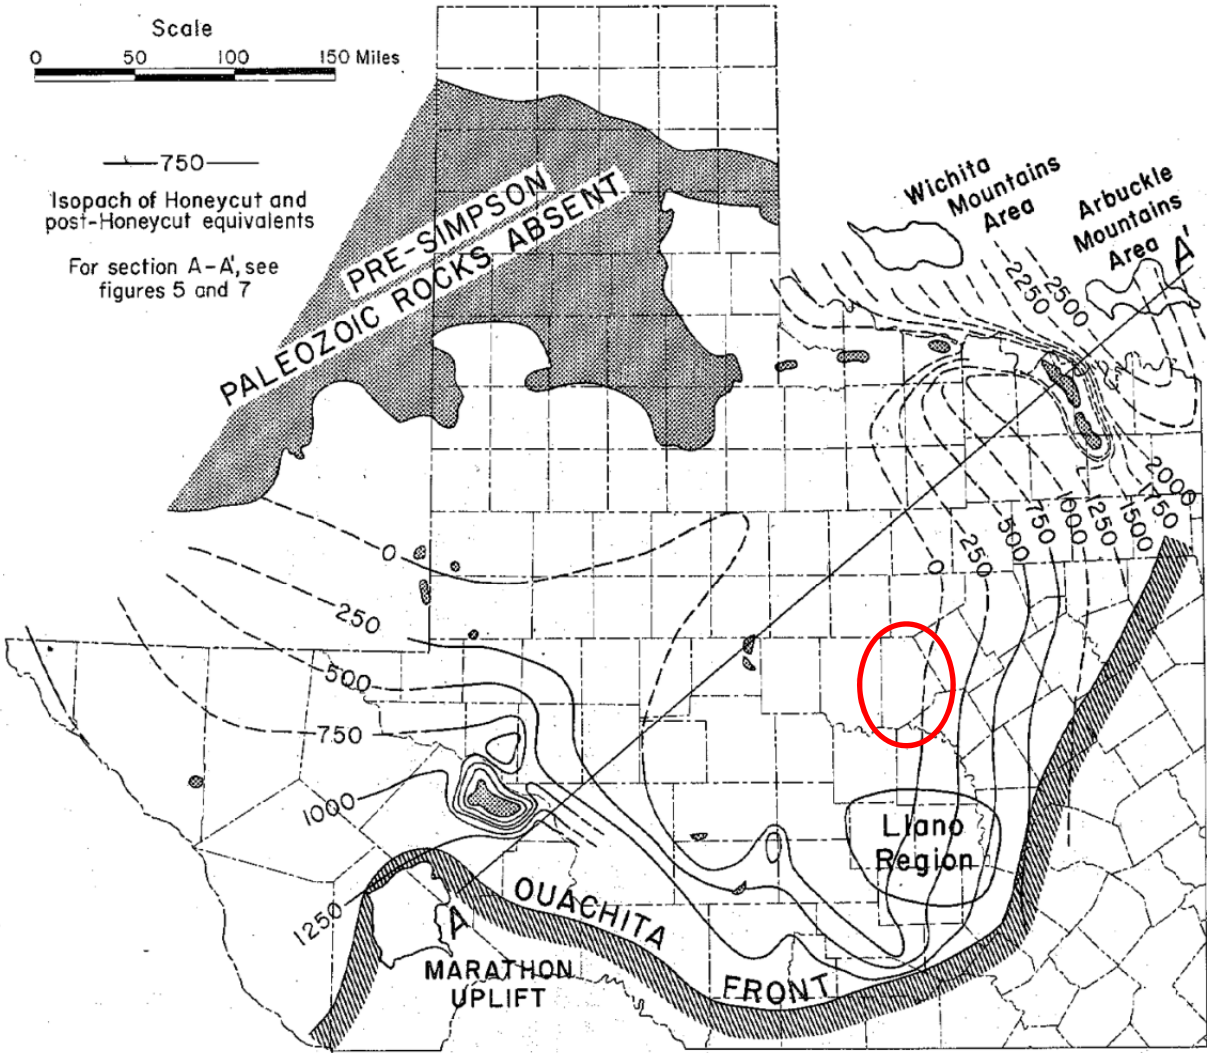 Scale
0 50 100 150 Miles
750
Isopach of Honeycut and
post-Honeycut equivalents
For section A-A', see
figures 5 and 7
PRE-SIMPSON
PALEOZOIC ROCKS ABSENT
Wichita
Mountains
Area
Arbuckle
Mountains
Area
A'
2250
2500
2000
1750
1500
1250
1000
750
500
250
0
0
250
500
750
1000
1250
Llano
Region
A
OUACHITA
FRONT
MARATHON
UPLIFT